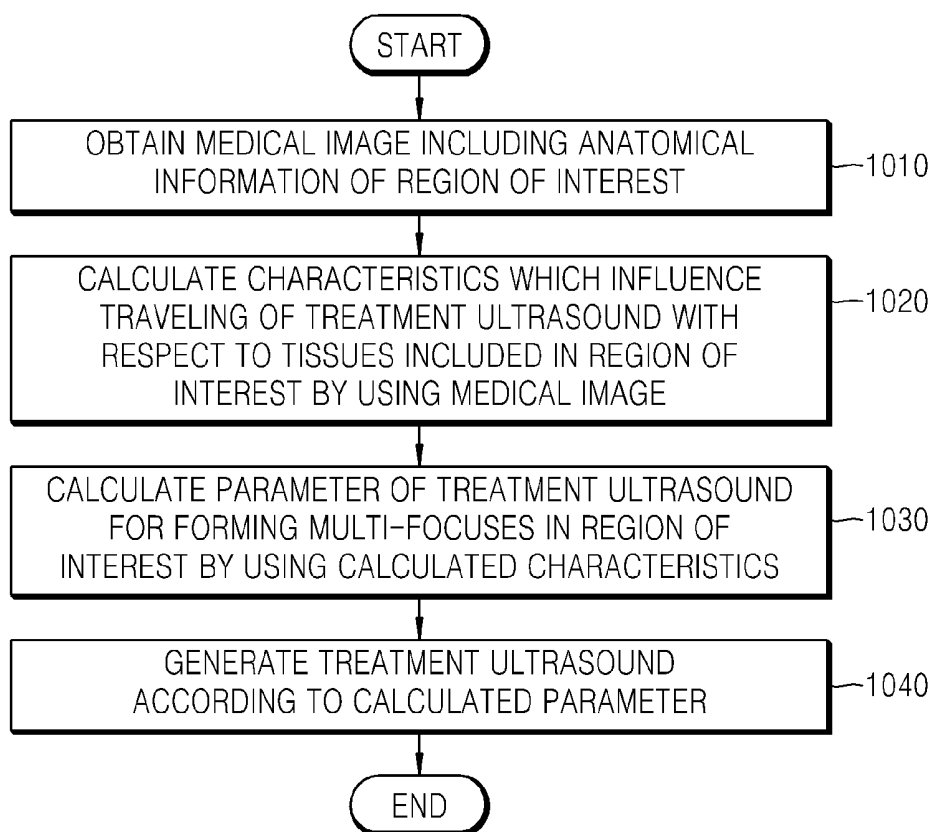 START
OBTAIN MEDICAL IMAGE INCLUDING ANATOMICAL
INFORMATION OF REGION OF INTEREST
1010
CALCULATE CHARACTERISTICS WHICH INFLUENCE
TRAVELING OF TREATMENT ULTRASOUND WITH
RESPECT TO TISSUES INCLUDED IN REGION OF
INTEREST BY USING MEDICAL IMAGE
1020
CALCULATE PARAMETER OF TREATMENT ULTRASOUND
FOR FORMING MULTI-FOCUSES IN REGION OF
INTEREST BY USING CALCULATED CHARACTERISTICS
1030
GENERATE TREATMENT ULTRASOUND
ACCORDING TO CALCULATED PARAMETER
1040
END